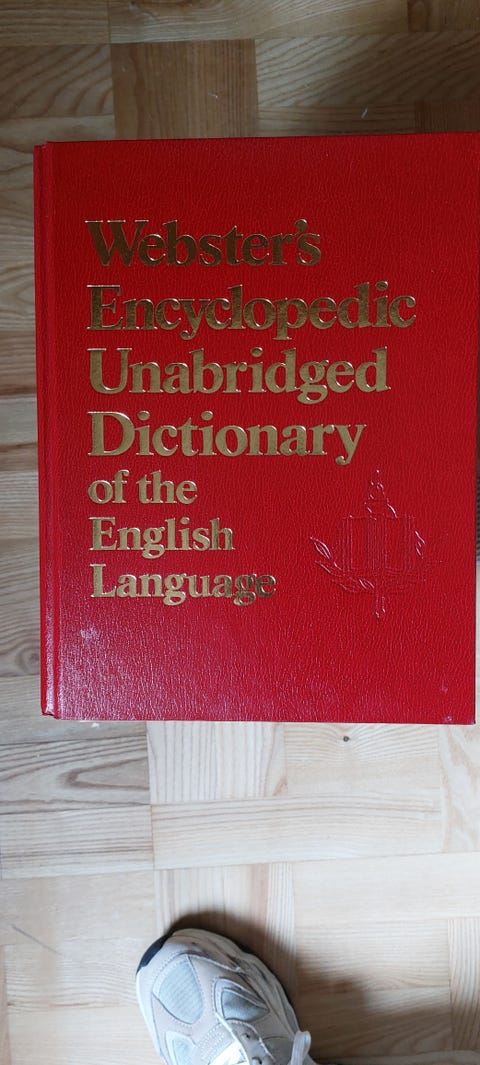 Webster's
Encyclopedic
Unabridged
Dictionary
of the
English
Language